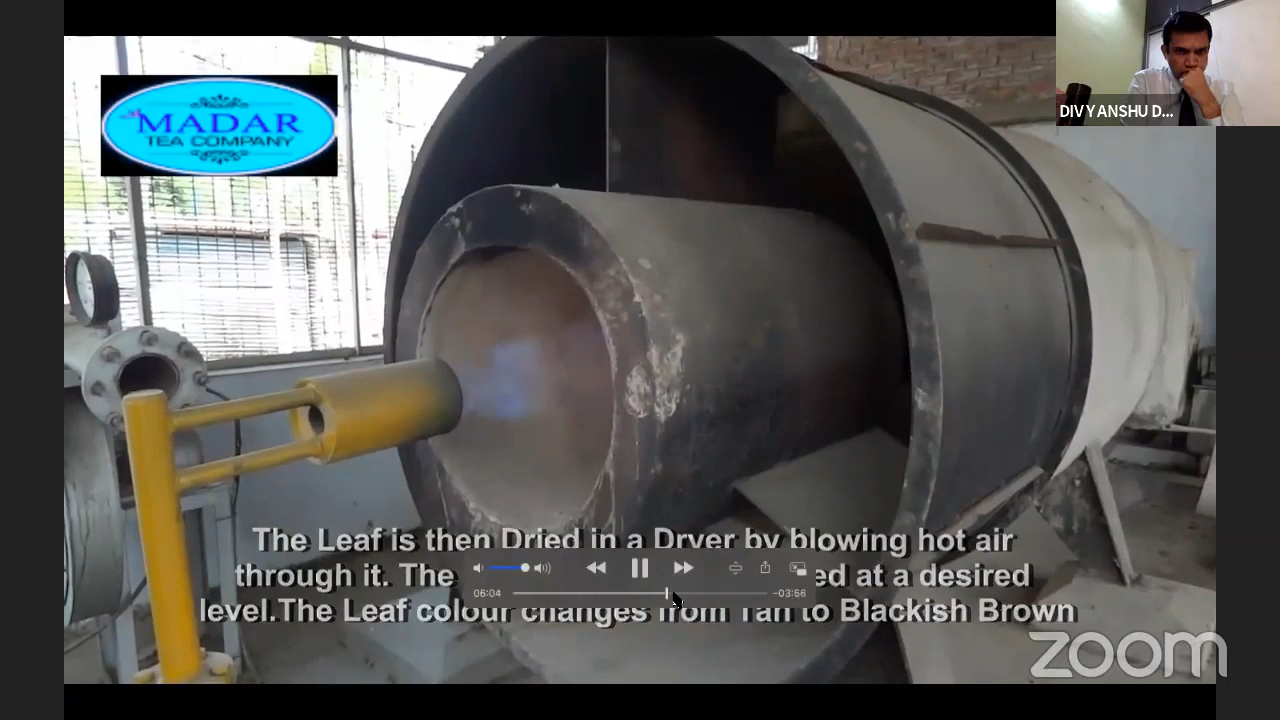 MADAR
TEA COMPANY
DIVYANSHU D...
The Leaf is then Dried in a Dryer by blowing hot air
through it. The ed at a desired
level.The Leaf colour changes from Tan to Blackish Brown
06:04
-03:56
zoom